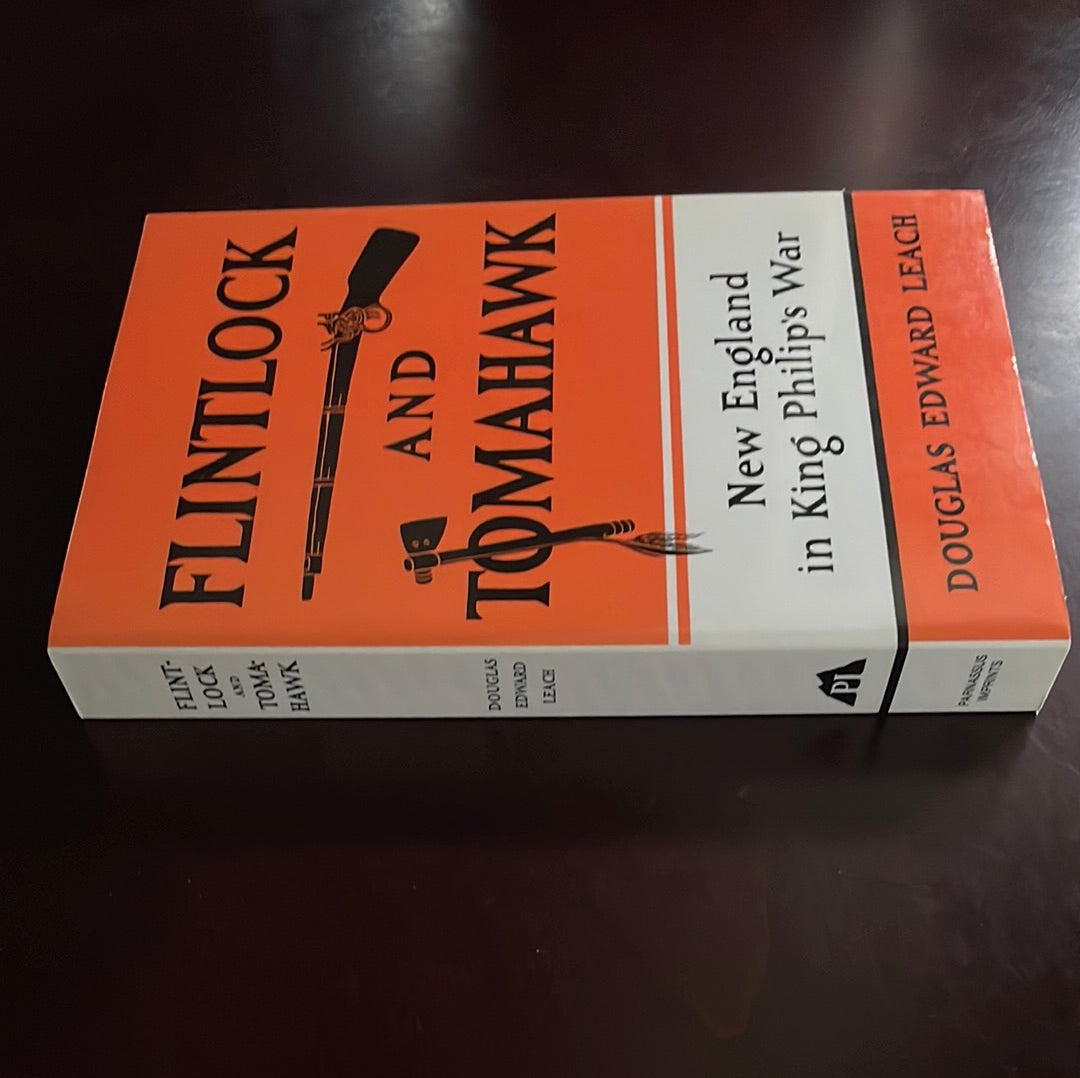 FLINTLOCK
AND
TOMAHAWK
New England
in King Philip's War
DOUGLAS EDWARD LEACH
FLINT-
LOCK
AND
TOMA-
HAWK
DOUGLAS
EDWARD
LEACH
PI
PARNASSUS
IMPRINTS